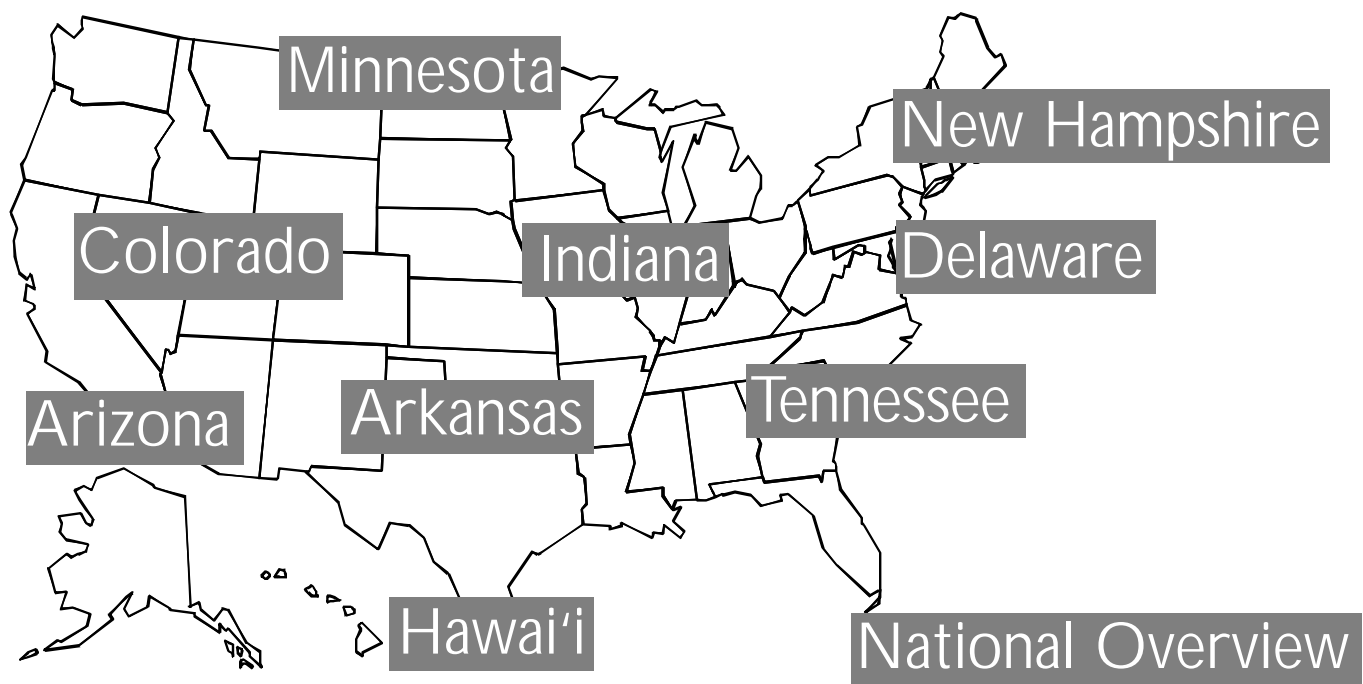 Minnesota
New Hampshire
Colorado
Indiana
Delaware
Arizona
Arkansas
Tennessee
Hawai‘i
National Overview